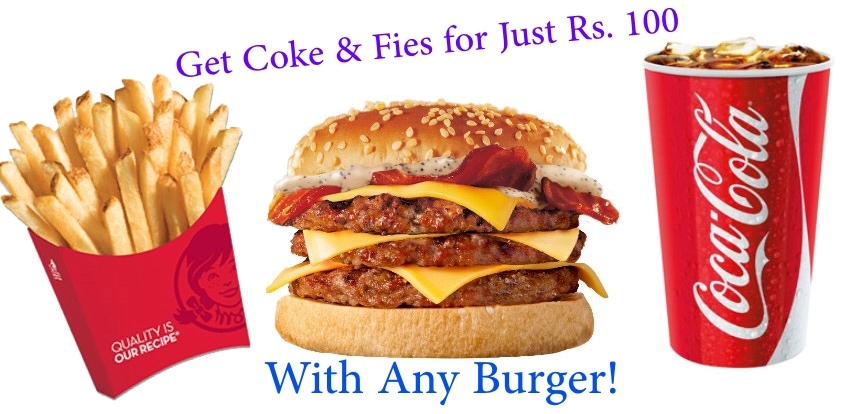 Get Coke & Fies for Just Rs. 100
QUALITY IS
OUR RECIPE
Coca-Cola
With Any Burger!